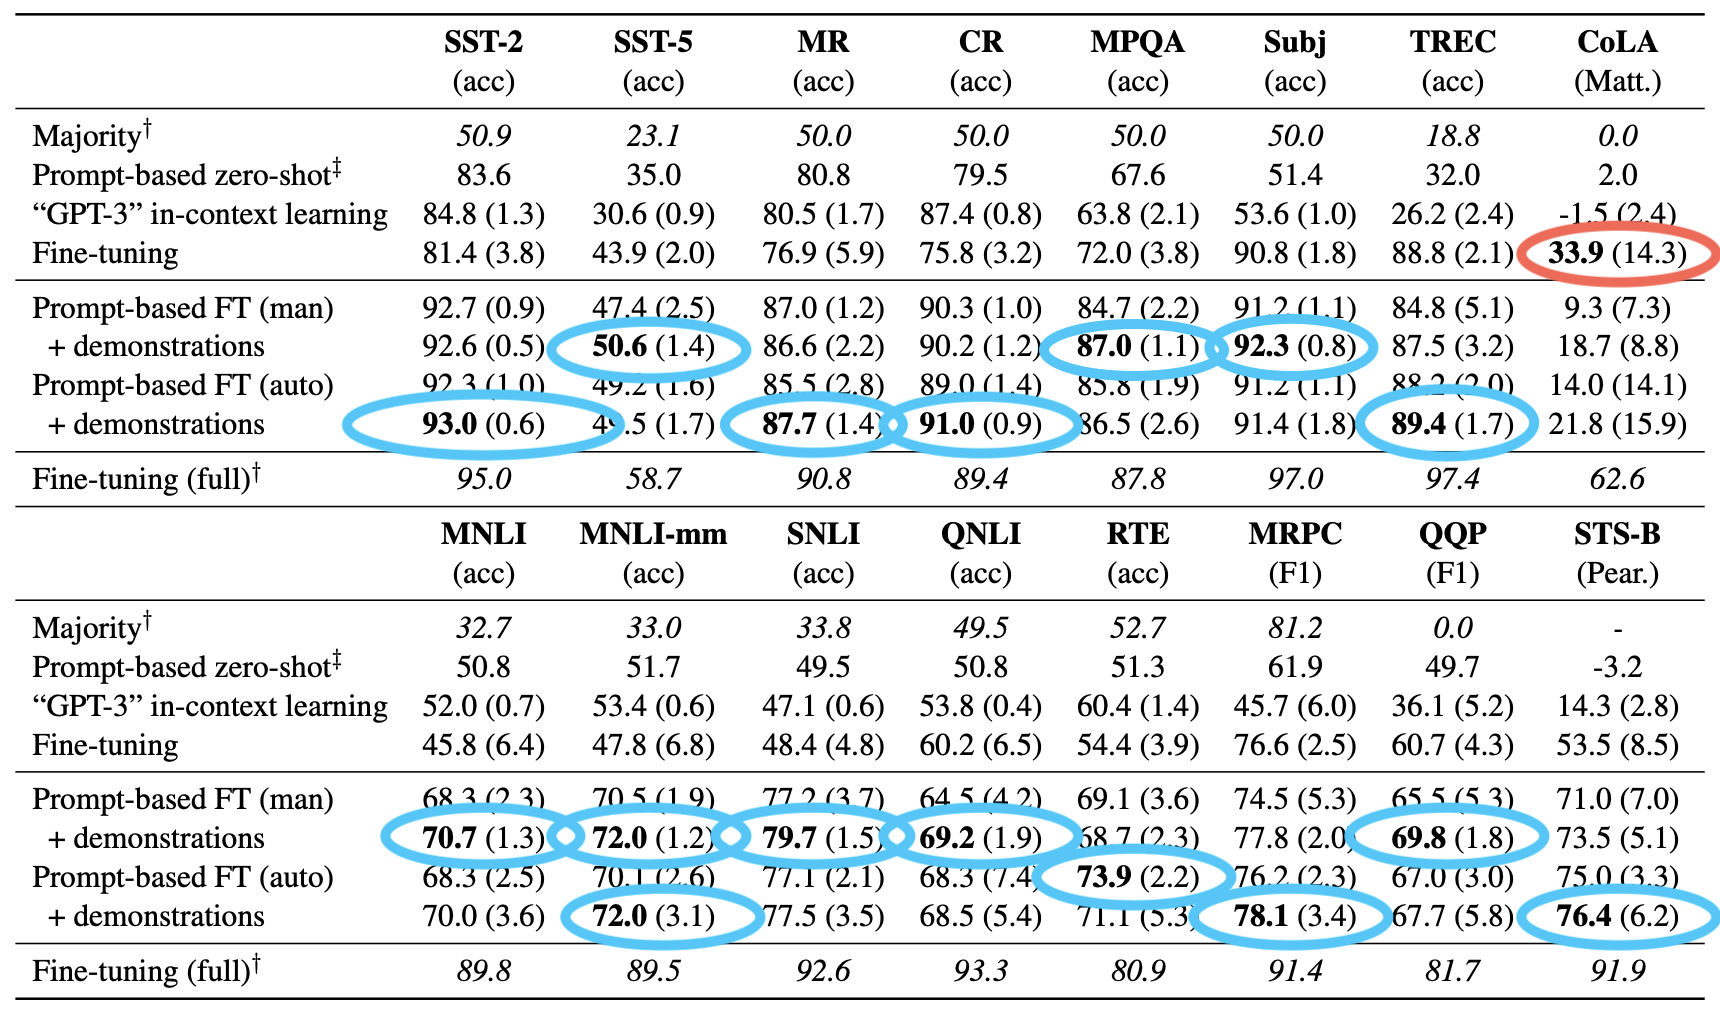 SST-2 SST-5 MR CR MPQA Subj TREC CoLA
(acc) (acc) (acc) (acc) (acc) (acc) (acc) (Matt.)
Majority† 50.9 23.1 50.0 50.0 50.0 50.0 18.8 0.0
Prompt-based zero-shot‡ 83.6 35.0 80.8 79.5 67.6 51.4 32.0 2.0
“GPT-3” in-context learning 84.8 (1.3) 30.6 (0.9) 80.5 (1.7) 87.4 (0.8) 63.8 (2.1) 53.6 (1.0) 26.2 (2.4) -1.5 (2.4)
Fine-tuning 81.4 (3.8) 43.9 (2.0) 76.9 (5.9) 75.8 (3.2) 72.0 (3.8) 90.8 (1.8) 88.8 (2.1) 33.9 (14.3)
Prompt-based FT (man) 92.7 (0.9) 47.4 (2.5) 87.0 (1.2) 90.3 (1.0) 84.7 (2.2) 91.2 (1.1) 84.8 (5.1) 9.3 (7.3)
+ demonstrations 92.6 (0.5) 50.6 (1.4) 86.6 (2.2) 90.2 (1.2) 87.0 (1.1) 92.3 (0.8) 87.5 (3.2) 18.7 (8.8)
Prompt-based FT (auto) 92.3 (1.0) 49.2 (1.6) 85.5 (2.8) 89.0 (1.4) 85.8 (1.9) 91.2 (1.1) 88.2 (2.0) 14.0 (14.1)
+ demonstrations 93.0 (0.6) 49.5 (1.7) 87.7 (1.4) 91.0 (0.9) 86.5 (2.6) 91.4 (1.8) 89.4 (1.7) 21.8 (15.9)
Fine-tuning (full)† 95.0 58.7 90.8 89.4 87.8 97.0 97.4 62.6
MNLI MNLI-mm SNLI QNLI RTE MRPC QQP STS-B
(acc) (acc) (acc) (acc) (acc) (F1) (F1) (Pear.)
Majority† 32.7 33.0 33.8 49.5 52.7 81.2 0.0 -
Prompt-based zero-shot‡ 50.8 51.7 49.5 50.8 51.3 61.9 49.7 -3.2
“GPT-3” in-context learning 52.0 (0.7) 53.4 (0.6) 47.1 (0.6) 53.8 (0.4) 60.4 (1.4) 45.7 (6.0) 36.1 (5.2) 14.3 (2.8)
Fine-tuning 45.8 (6.4) 47.8 (6.8) 48.4 (4.8) 60.2 (6.5) 54.4 (3.9) 76.6 (2.5) 60.7 (4.3) 53.5 (8.5)
Prompt-based FT (man) 68.3 (2.3) 70.5 (1.9) 77.2 (3.7) 64.5 (4.2) 69.1 (3.6) 74.5 (5.3) 65.5 (5.3) 71.0 (7.0)
+ demonstrations 70.7 (1.3) 72.0 (1.2) 79.7 (1.5) 69.2 (1.9) 68.7 (2.3) 77.8 (2.0) 69.8 (1.8) 73.5 (5.1)
Prompt-based FT (auto) 68.3 (2.5) 70.1 (2.6) 77.1 (2.1) 68.3 (7.4) 73.9 (2.2) 76.2 (2.3) 67.0 (3.0) 75.0 (3.3)
+ demonstrations 70.0 (3.6) 72.0 (3.1) 77.5 (3.5) 68.5 (5.4) 71.1 (5.3) 78.1 (3.4) 67.7 (5.8) 76.4 (6.2)
Fine-tuning (full)† 89.8 89.5 92.6 93.3 80.9 91.4 81.7 91.9